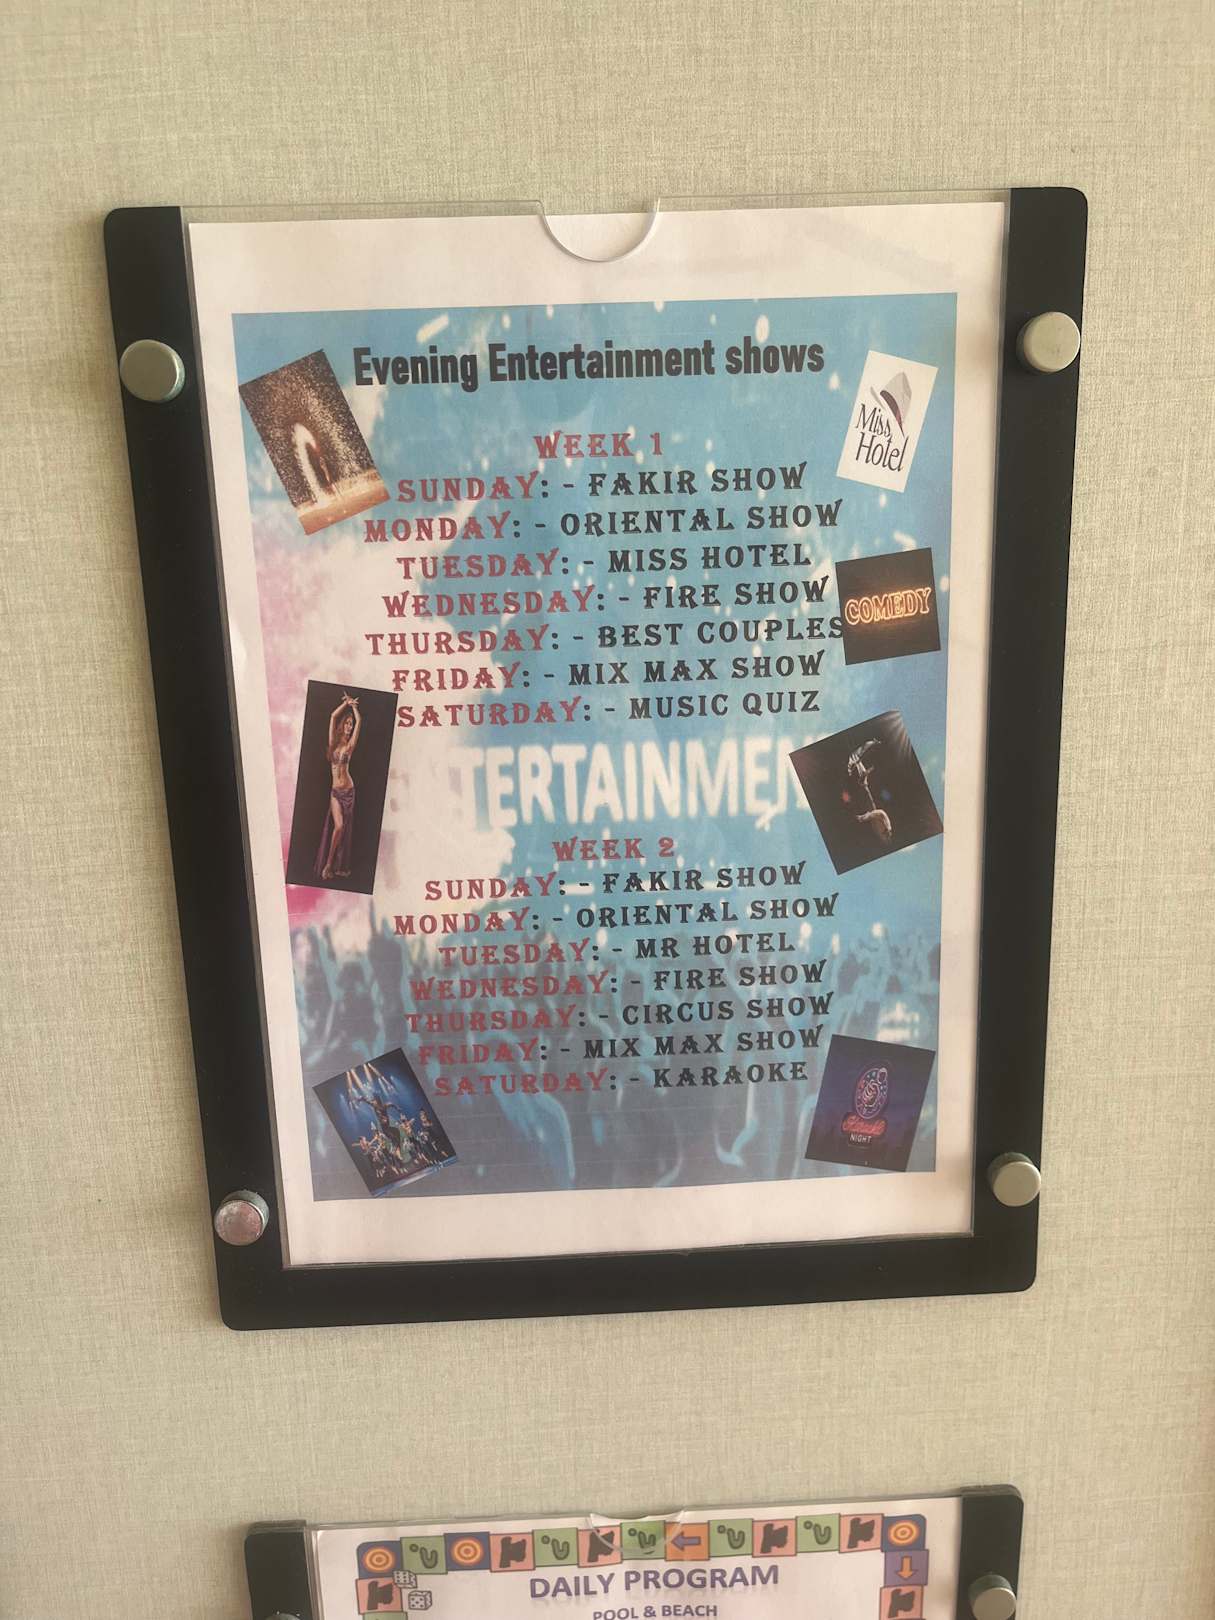 Evening Entertainment shows
Miss
Hotel
WEEK 1
SUNDAY: - FAKIR SHOW
MONDAY: - ORIENTAL SHOW
TUESDAY: - MISS HOTEL
WEDNESDAY: - FIRE SHOW
COMEDY
THURSDAY: - BEST COUPLES
FRIDAY: - MIX MAX SHOW
SATURDAY: - MUSIC QUIZ
TERTAINMEN
WEEK 2
SUNDAY: - FAKIR SHOW
MONDAY: - ORIENTAL SHOW
TUESDAY: - MR HOTEL
WEDNESDAY: - FIRE SHOW
THURSDAY: - CIRCUS SHOW
FRIDAY: - MIX MAX SHOW
SATURDAY: - KARAOKE
Karaoke
NIGHT
DAILY PROGRAM
POOL & BEACH